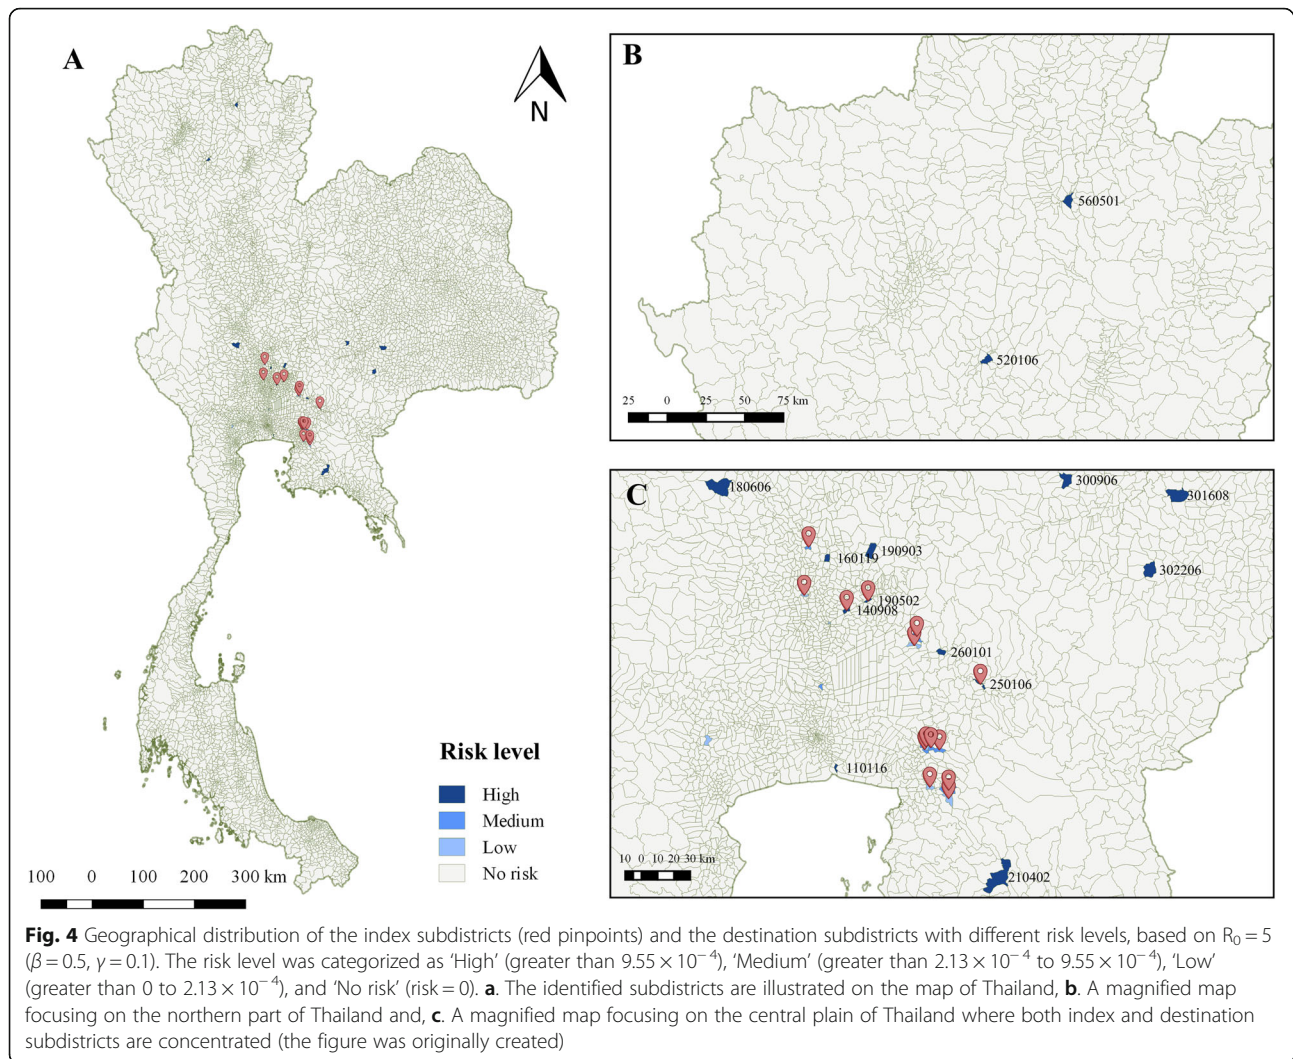 A
N
Risk level
High
Medium
Low
No risk
100 0 100 200 300 km
B
560501
520106
25 0 25 50 75 km
C
180606
300906
301608
160119
190903
302206
190502
140908
260101
250106
110116
10 0 10 20 30 km
210402
Fig. 4 Geographical distribution of the index subdistricts (red pinpoints) and the destination subdistricts with different risk levels, based on R₀ = 5
(β = 0.5, γ = 0.1). The risk level was categorized as ‘High’ (greater than 9.55 × 10⁻⁴), ‘Medium’ (greater than 2.13 × 10⁻⁴ to 9.55 × 10⁻⁴), ‘Low’
(greater than 0 to 2.13 × 10⁻⁴), and ‘No risk’ (risk = 0). a. The identified subdistricts are illustrated on the map of Thailand, b. A magnified map
focusing on the northern part of Thailand and, c. A magnified map focusing on the central plain of Thailand where both index and destination
subdistricts are concentrated (the figure was originally created)